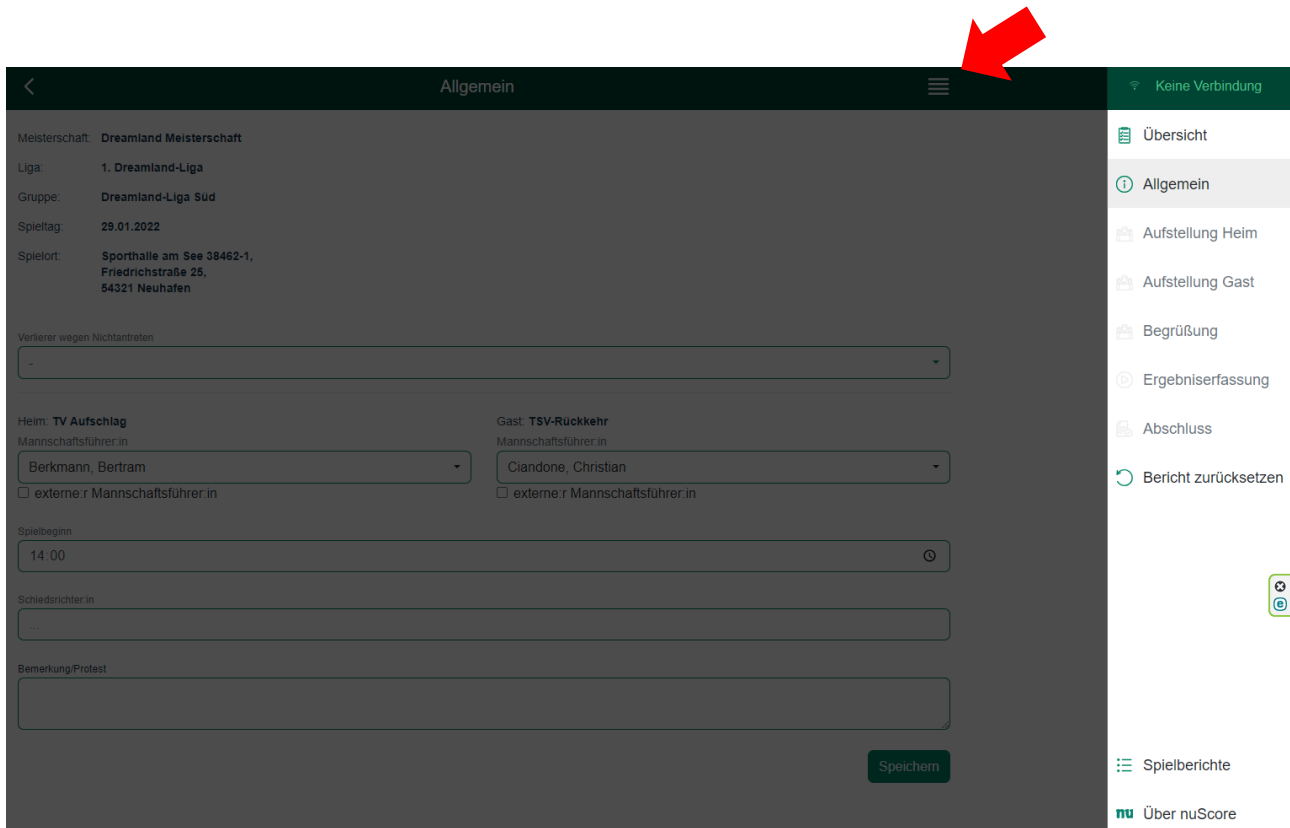 Allgemein
Meisterschaft: Dreamland Meisterschaft
Liga: 1. Dreamland-Liga
Gruppe: Dreamland-Liga Süd
Spieltag: 29.01.2022
Spielort: Sporthalle am See 38462-1,
Friedrichstraße 25,
54321 Neuhafen
Verlierer wegen Nichtantreten
-
Heim: TV Aufschlag
Mannschaftsführer:in
Berkmann, Bertram
externe:r Mannschaftsführer:in
Gast: TSV-Rückkehr
Mannschaftsführer:in
Ciandone, Christian
externe:r Mannschaftsführer:in
Spielbeginn
14:00
Schiedsrichter:in
...
Bemerkung/Protest
Speichern
Keine Verbindung
Übersicht
Allgemein
Aufstellung Heim
Aufstellung Gast
Begrüßung
Ergebniserfassung
Abschluss
Bericht zurücksetzen
e
Spielberichte
nu Über nuScore